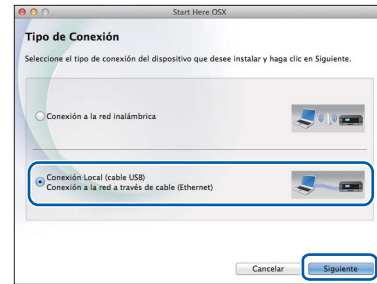 Start Here OSX
Tipo de Conexión
Seleccione el tipo de conexión del dispositivo que desee instalar y haga clic en Siguiente.
Conexión a la red inalámbrica
Conexión Local (cable USB)
Conexión a la red a través de cable (Ethernet)
Cancelar
Siguiente